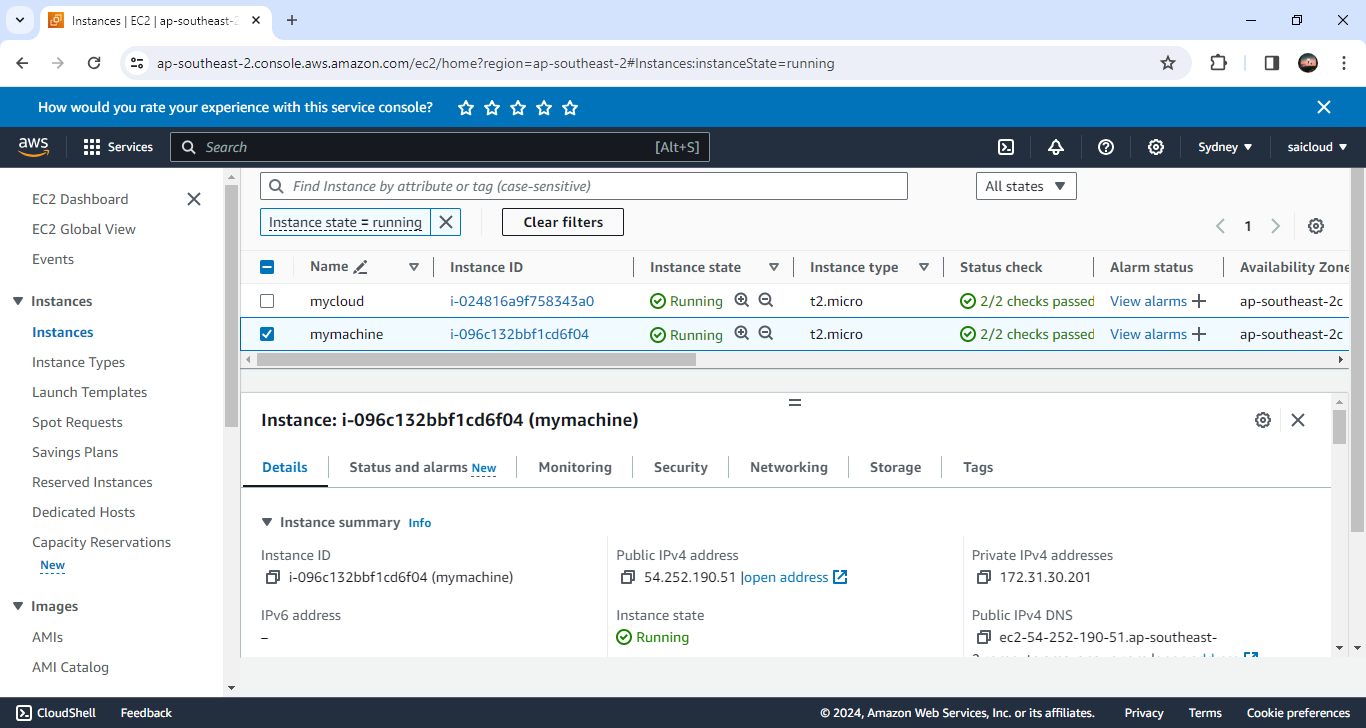 Instances | EC2 | ap-southeast-2
ap-southeast-2.console.aws.amazon.com/ec2/home?region=ap-southeast-2#Instances:instanceState=running
How would you rate your experience with this service console?
aws
Services
Search
[Alt+S]
Sydney
saicloud
EC2 Dashboard
EC2 Global View
Events
Instances
Instances
Instance Types
Launch Templates
Spot Requests
Savings Plans
Reserved Instances
Dedicated Hosts
Capacity Reservations
New
Images
AMIs
AMI Catalog
Find Instance by attribute or tag (case-sensitive)
All states
Instance state = running
Clear filters
1
Name Instance ID Instance state Instance type Status check Alarm status Availability Zone
mycloud i-024816a9f758343a0 Running t2.micro 2/2 checks passed View alarms ap-southeast-2c
mymachine i-096c132bbf1cd6f04 Running t2.micro 2/2 checks passed View alarms ap-southeast-2c
Instance: i-096c132bbf1cd6f04 (mymachine)
Details Status and alarms New Monitoring Security Networking Storage Tags
Instance summary Info
Instance ID
i-096c132bbf1cd6f04 (mymachine)
IPv6 address
–
Public IPv4 address
54.252.190.51 |open address
Instance state
Running
Private IPv4 addresses
172.31.30.201
Public IPv4 DNS
ec2-54-252-190-51.ap-southeast-
CloudShell Feedback © 2024, Amazon Web Services, Inc. or its affiliates. Privacy Terms Cookie preferences